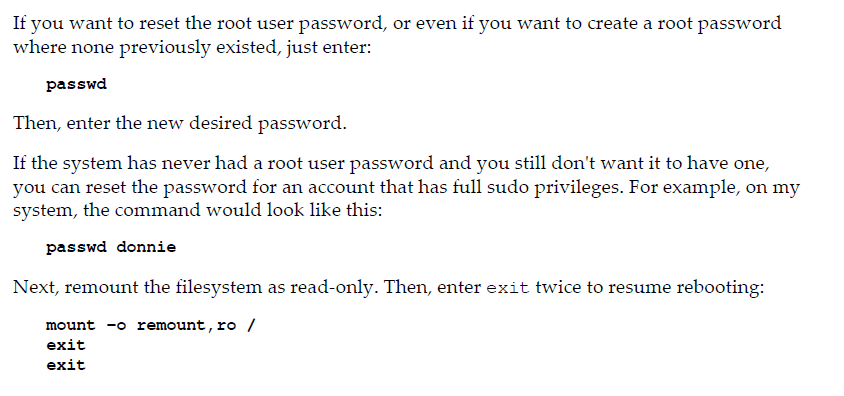 If you want to reset the root user password, or even if you want to create a root password
where none previously existed, just enter:
passwd
Then, enter the new desired password.
If the system has never had a root user password and you still don't want it to have one,
you can reset the password for an account that has full sudo privileges. For example, on my
system, the command would look like this:
passwd donnie
Next, remount the filesystem as read-only. Then, enter exit twice to resume rebooting:
mount -o remount,ro /
exit
exit